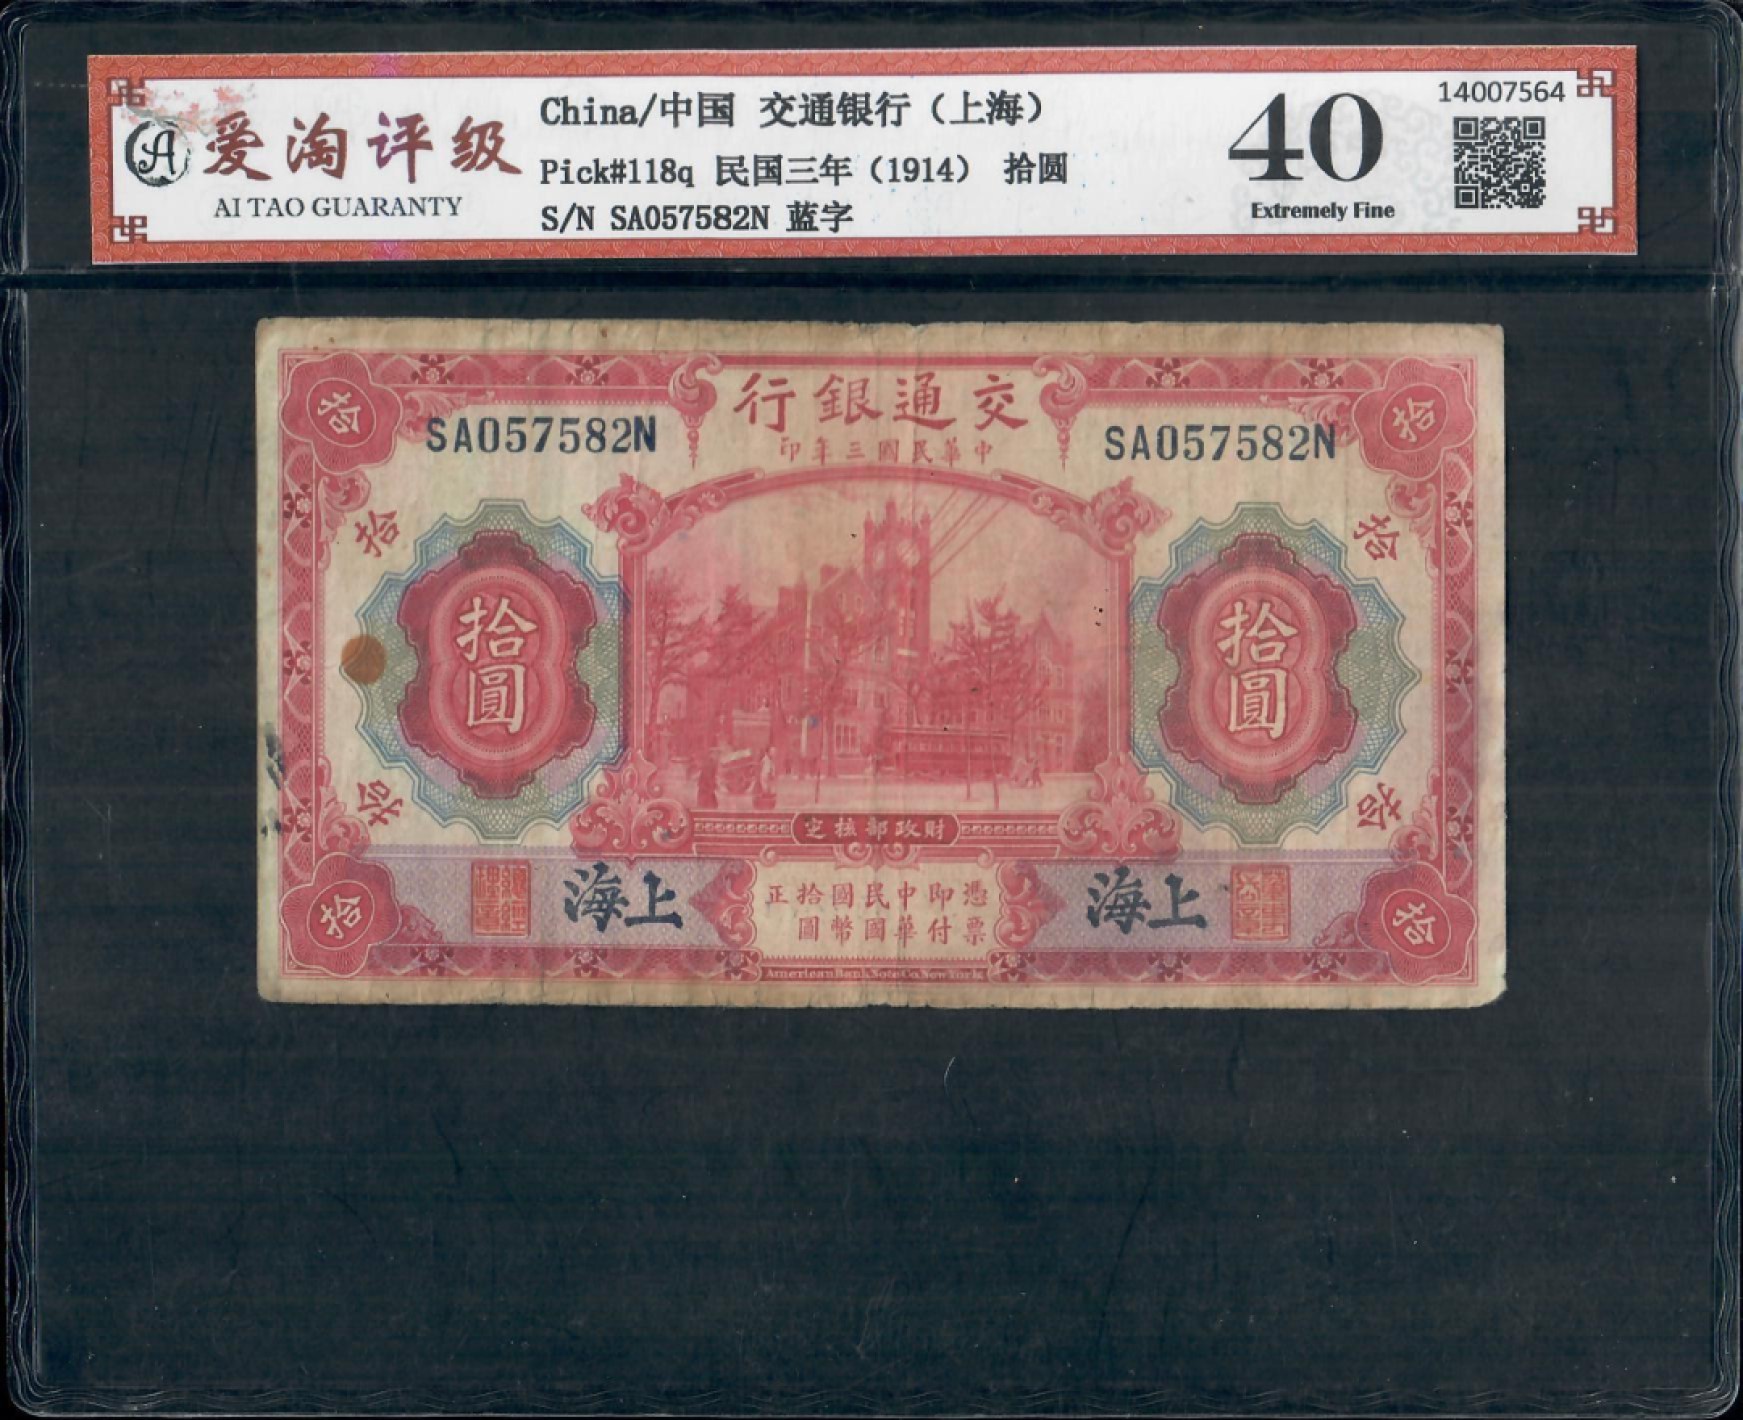 爱淘评级
AI TAO GUARANTY
China/中国 交通银行（上海）
Pick#118q 民国三年（1914） 拾圆
S/N SA057582N 蓝字
40
Extremely Fine
14007564
行銀通交
印年三國民華中
SA057582N
SA057582N
拾
拾
拾
拾
拾圓
拾圓
拾
拾
定核部政財
拾
拾
海上
海上
正拾國民中即憑
圓幣國華付票
American Bank Note Co. New York